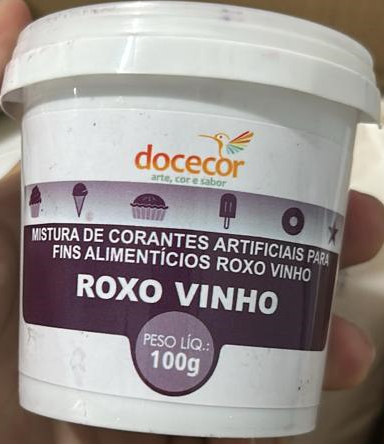 docecor
arte, cor e sabor
MISTURA DE CORANTES ARTIFICIAIS PARA
FINS ALIMENTÍCIOS ROXO VINHO
ROXO VINHO
PESO LÍQ.:
100g